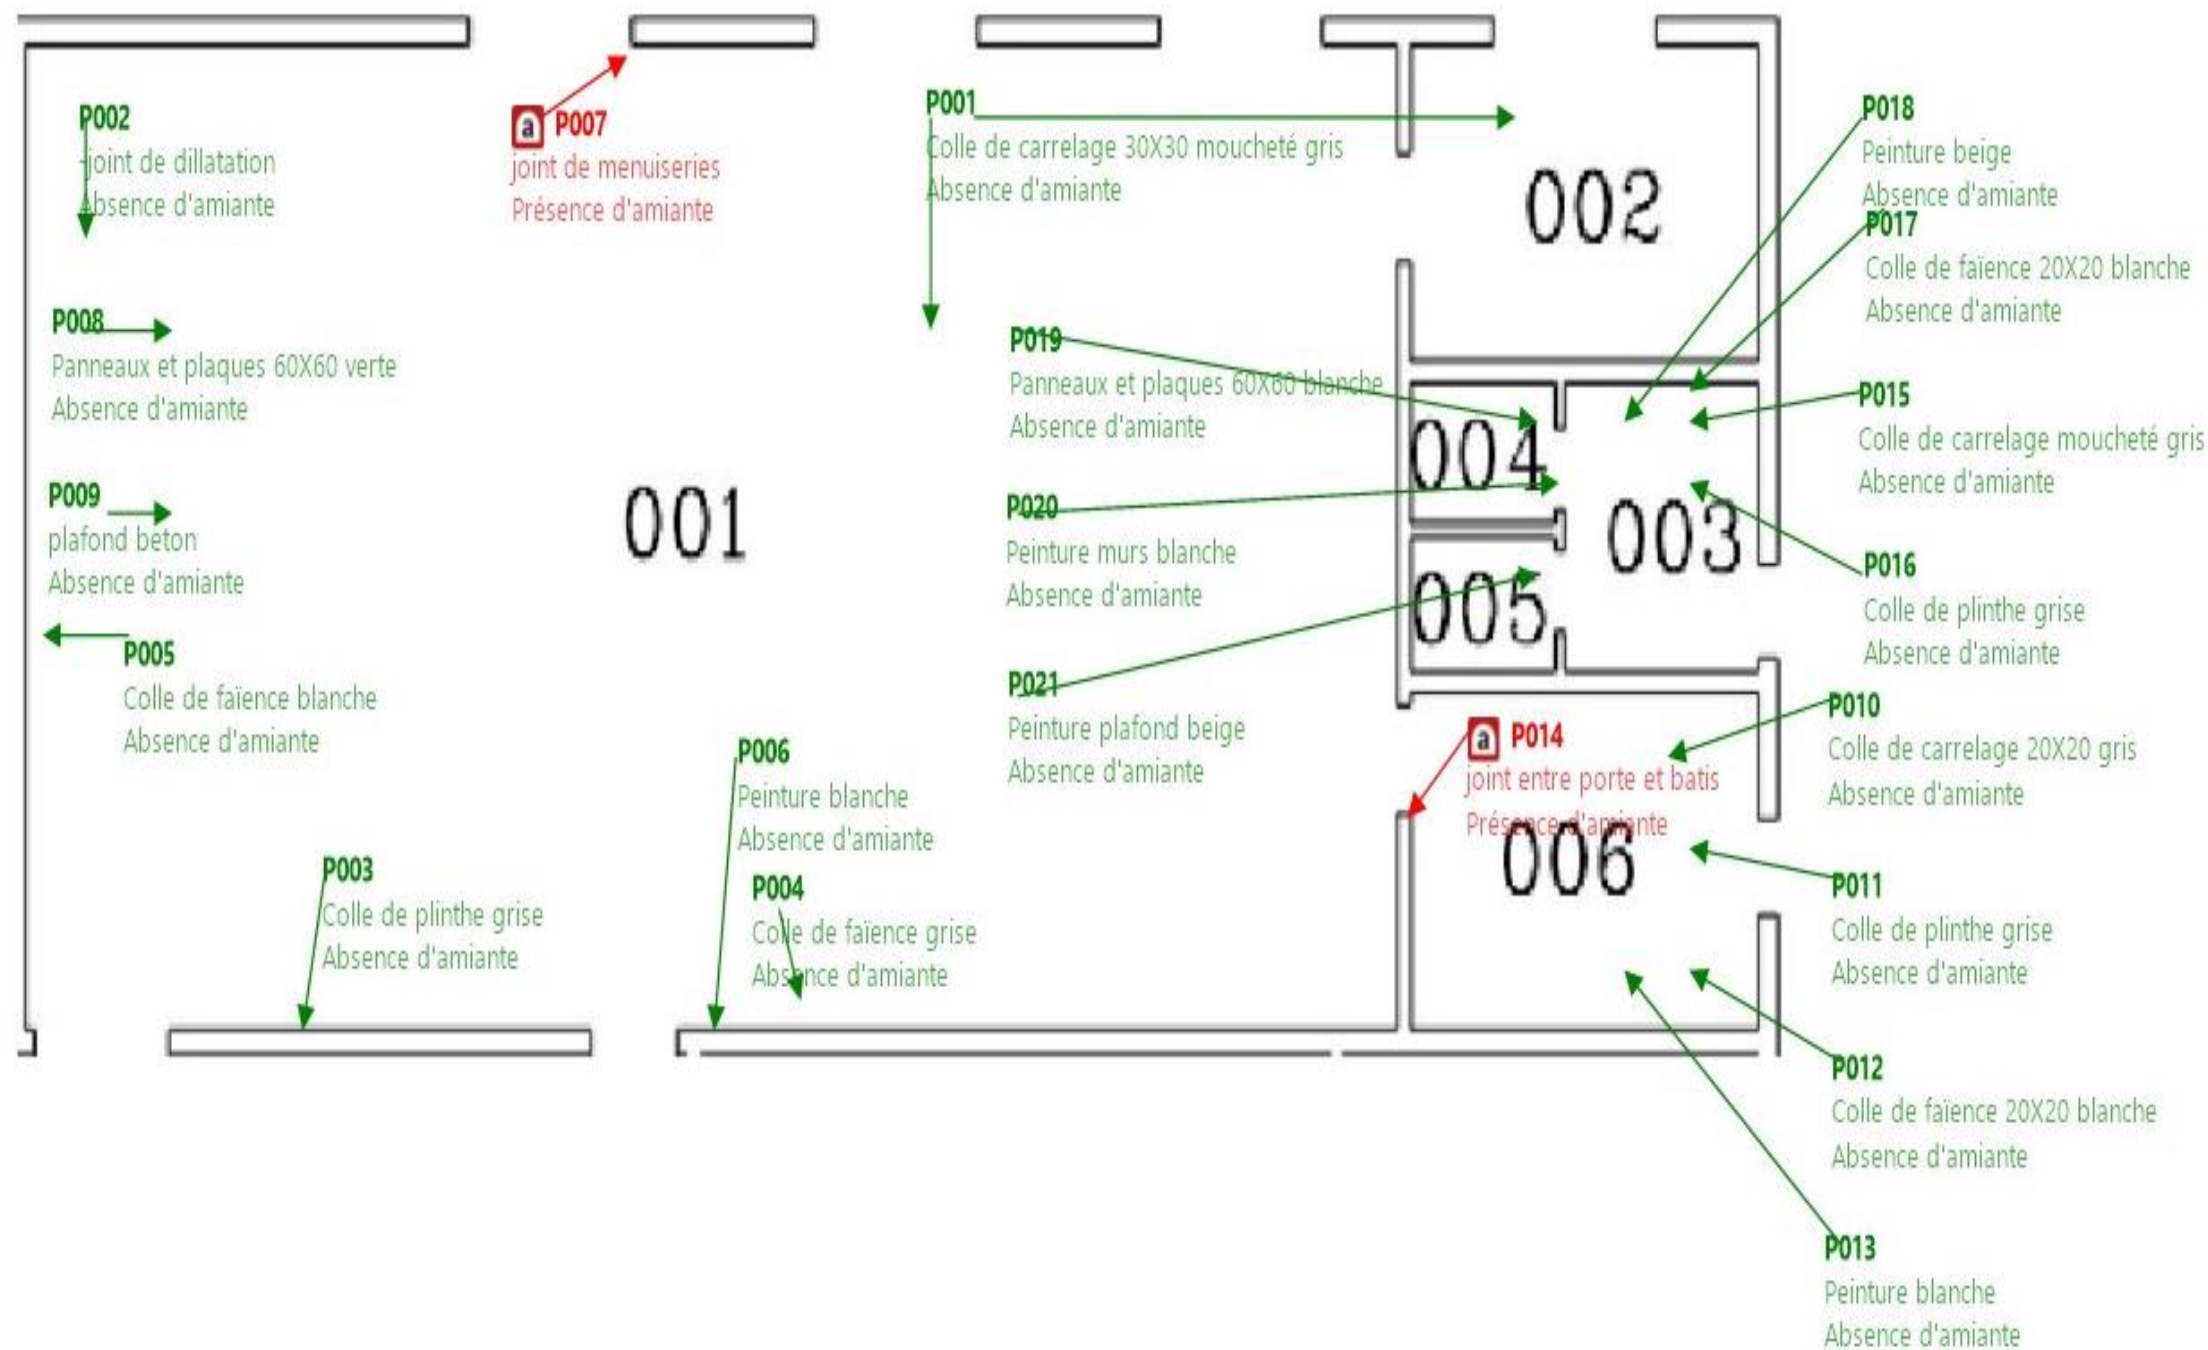 P002
joint de dillatation
Absence d'amiante
a P007
joint de menuiseries
Présence d'amiante
P001
Colle de carrelage 30X30 moucheté gris
Absence d'amiante
002
P018
Peinture beige
Absence d'amiante
P017
Colle de faïence 20X20 blanche
Absence d'amiante
P008
Panneaux et plaques 60X60 verte
Absence d'amiante
P019
Panneaux et plaques 60X60 blanche
Absence d'amiante
004
P015
Colle de carrelage moucheté gris
Absence d'amiante
P009
plafond beton
Absence d'amiante
001
P020
Peinture murs blanche
Absence d'amiante
003
005
P016
Colle de plinthe grise
Absence d'amiante
P005
Colle de faïence blanche
Absence d'amiante
P021
Peinture plafond beige
Absence d'amiante
P010
Colle de carrelage 20X20 gris
Absence d'amiante
a P014
joint entre porte et batis
Présence d'amiante
006
P006
Peinture blanche
Absence d'amiante
P003
Colle de plinthe grise
Absence d'amiante
P004
Colle de faïence grise
Absence d'amiante
P011
Colle de plinthe grise
Absence d'amiante
P012
Colle de faïence 20X20 blanche
Absence d'amiante
P013
Peinture blanche
Absence d'amiante